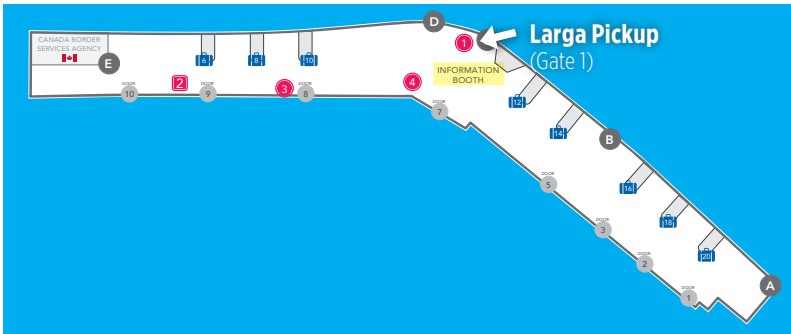 CANADA BORDER
SERVICES AGENCY
E
6
8
10
D
1
Larga Pickup
(Gate 1)
INFORMATION
BOOTH
2
3
4
DOOR
10
DOOR
9
DOOR
8
DOOR
7
12
14
B
16
18
20
DOOR
5
DOOR
3
DOOR
2
DOOR
1
A